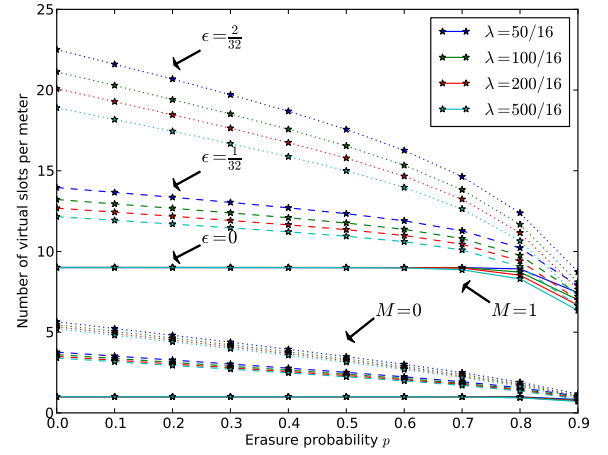 25
20
15
10
5
0
Number of virtual slots per meter
ϵ = 2/32
ϵ = 1/32
ϵ = 0
M = 0
M = 1
λ = 50/16
λ = 100/16
λ = 200/16
λ = 500/16
0.0 0.1 0.2 0.3 0.4 0.5 0.6 0.7 0.8 0.9
Erasure probability p